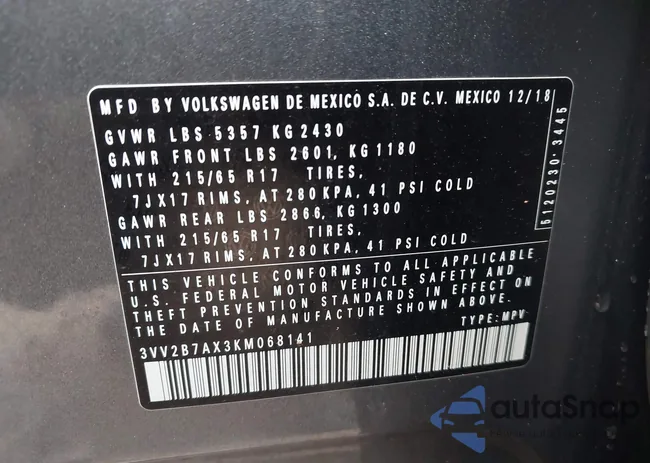 MFD BY VOLKSWAGEN DE MEXICO S.A. DE C.V. MEXICO 12/18
GVWR LBS 5357 KG 2430
GAWR FRONT LBS 2601, KG 1180
WITH 215/65 R17 TIRES,
7JX17 RIMS, AT 280 KPA, 41 PSI COLD
GAWR REAR LBS 2866, KG 1300
WITH 215/65 R17 TIRES,
7JX17 RIMS, AT 280 KPA, 41 PSI COLD
THIS VEHICLE CONFORMS TO ALL APPLICABLE
U.S. FEDERAL MOTOR VEHICLE SAFETY AND
THEFT PREVENTION STANDARDS IN EFFECT ON
THE DATE OF MANUFACTURE SHOWN ABOVE.
3VV2B7AX3KM068141 TYPE: MPV
5120230-3445
autaSnap